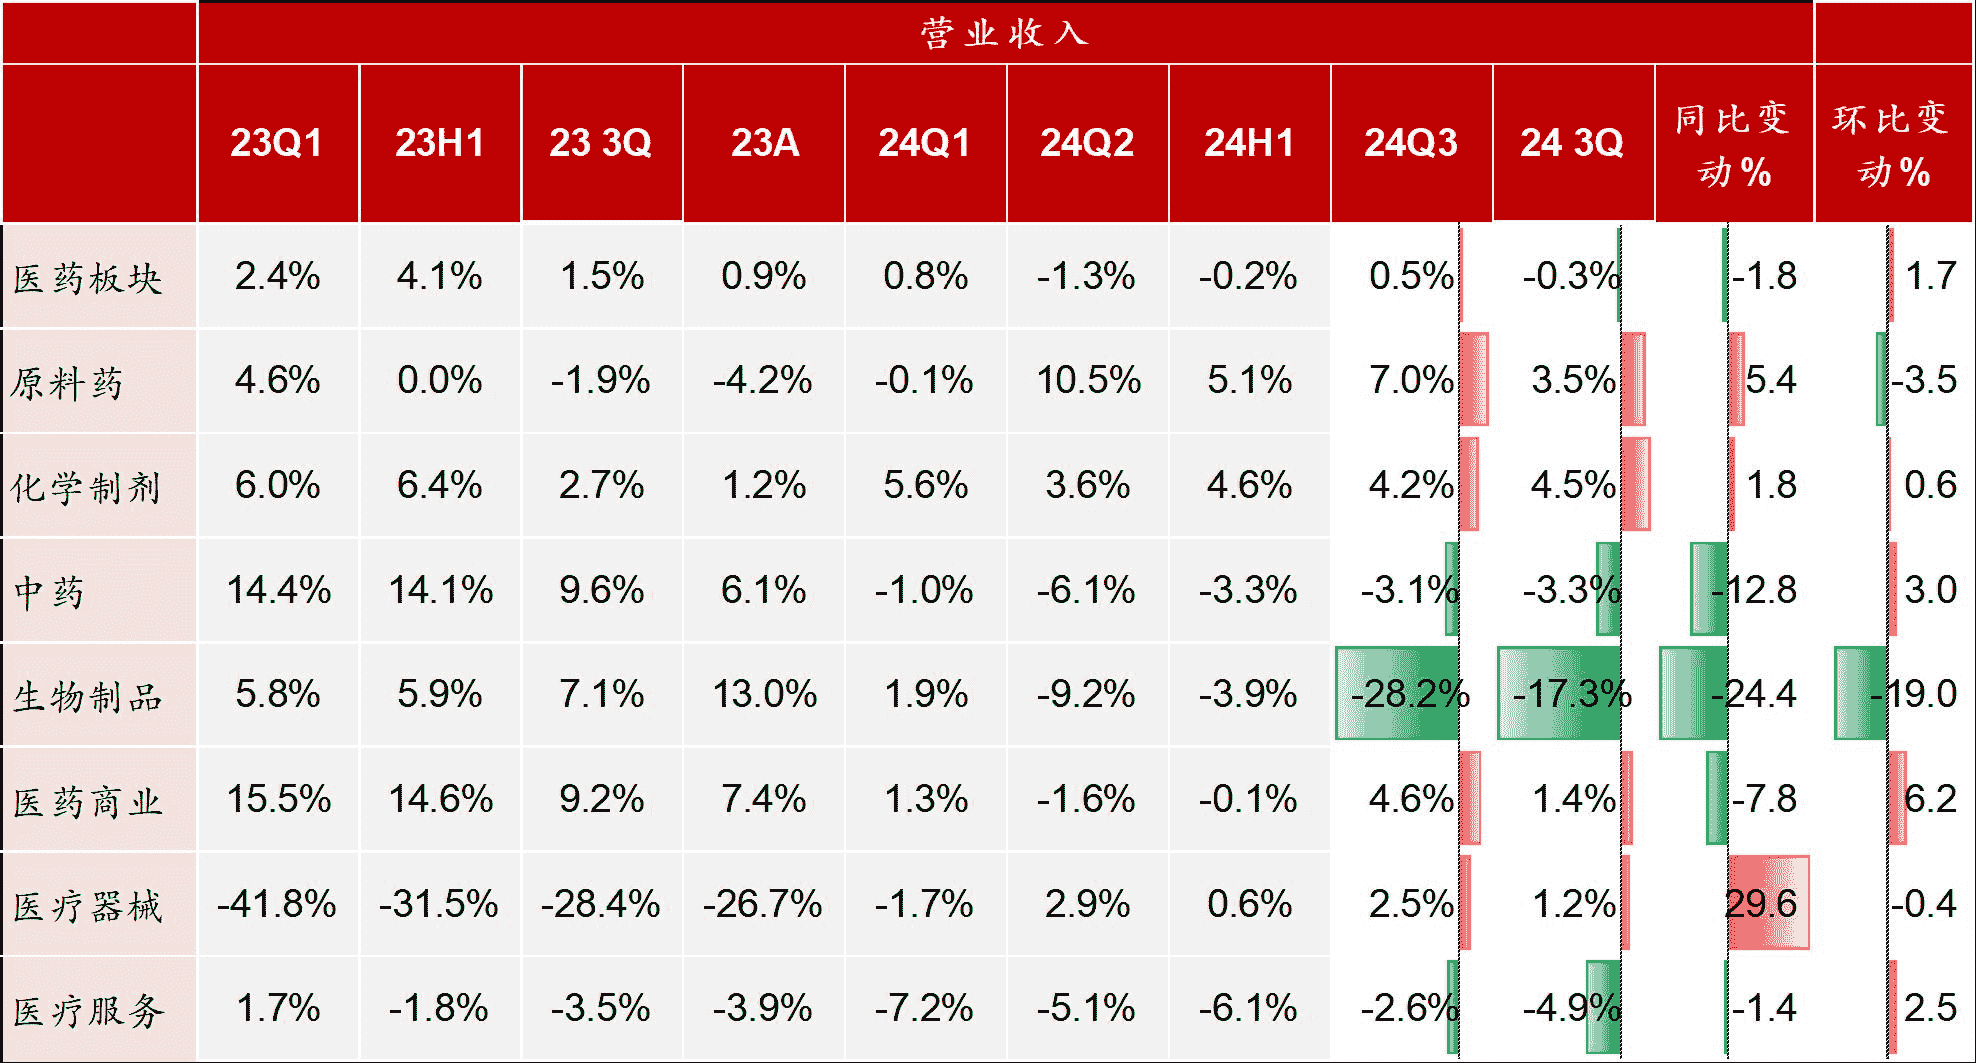 营业收入
23Q1 23H1 23 3Q 23A 24Q1 24Q2 24H1 24Q3 24 3Q 同比变动% 环比变动%
医药板块 2.4% 4.1% 1.5% 0.9% 0.8% -1.3% -0.2% 0.5% -0.3% -1.8 1.7
原料药 4.6% 0.0% -1.9% -4.2% -0.1% 10.5% 5.1% 7.0% 3.5% 5.4 -3.5
化学制剂 6.0% 6.4% 2.7% 1.2% 5.6% 3.6% 4.6% 4.2% 4.5% 1.8 0.6
中药 14.4% 14.1% 9.6% 6.1% -1.0% -6.1% -3.3% -3.1% -3.3% -12.8 3.0
生物制品 5.8% 5.9% 7.1% 13.0% 1.9% -9.2% -3.9% -28.2% -17.3% -24.4 -19.0
医药商业 15.5% 14.6% 9.2% 7.4% 1.3% -1.6% -0.1% 4.6% 1.4% -7.8 6.2
医疗器械 -41.8% -31.5% -28.4% -26.7% -1.7% 2.9% 0.6% 2.5% 1.2% 29.6 -0.4
医疗服务 1.7% -1.8% -3.5% -3.9% -7.2% -5.1% -6.1% -2.6% -4.9% -1.4 2.5